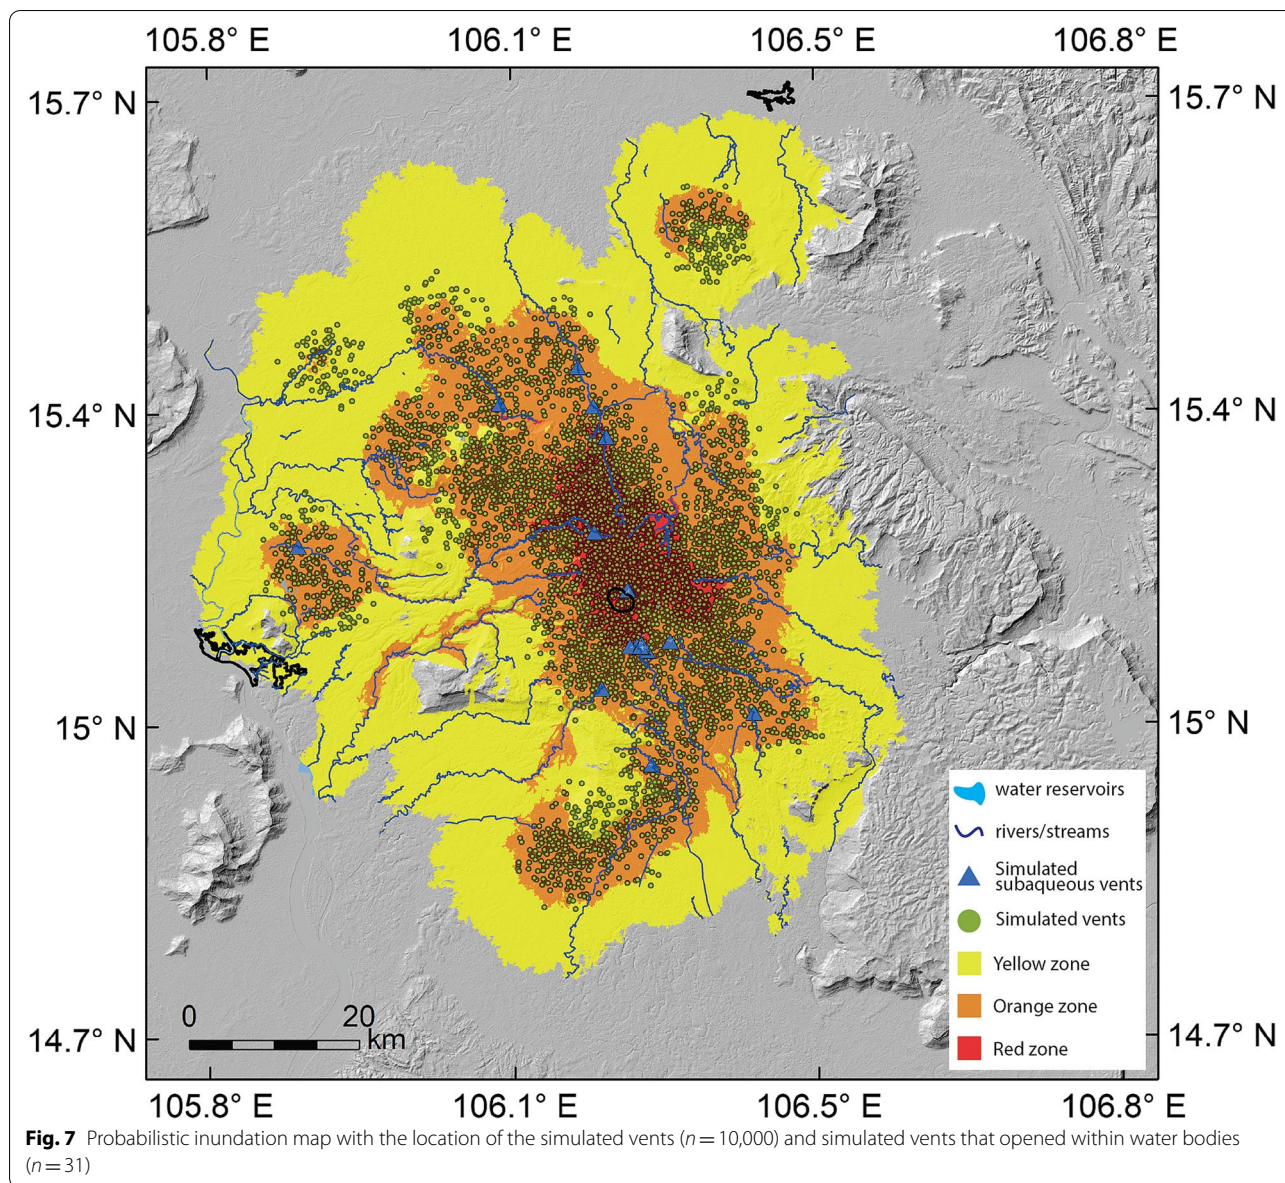 105.8° E 106.1° E 106.5° E 106.8° E
15.7° N 15.7° N
15.4° N 15.4° N
15° N 15° N
water reservoirs
rivers/streams
Simulated
subaqueous vents
Simulated vents
Yellow zone
Orange zone
Red zone
0 20
km
14.7° N 14.7° N
105.8° E 106.1° E 106.5° E 106.8° E
Fig. 7 Probabilistic inundation map with the location of the simulated vents (n = 10,000) and simulated vents that opened within water bodies
(n = 31)